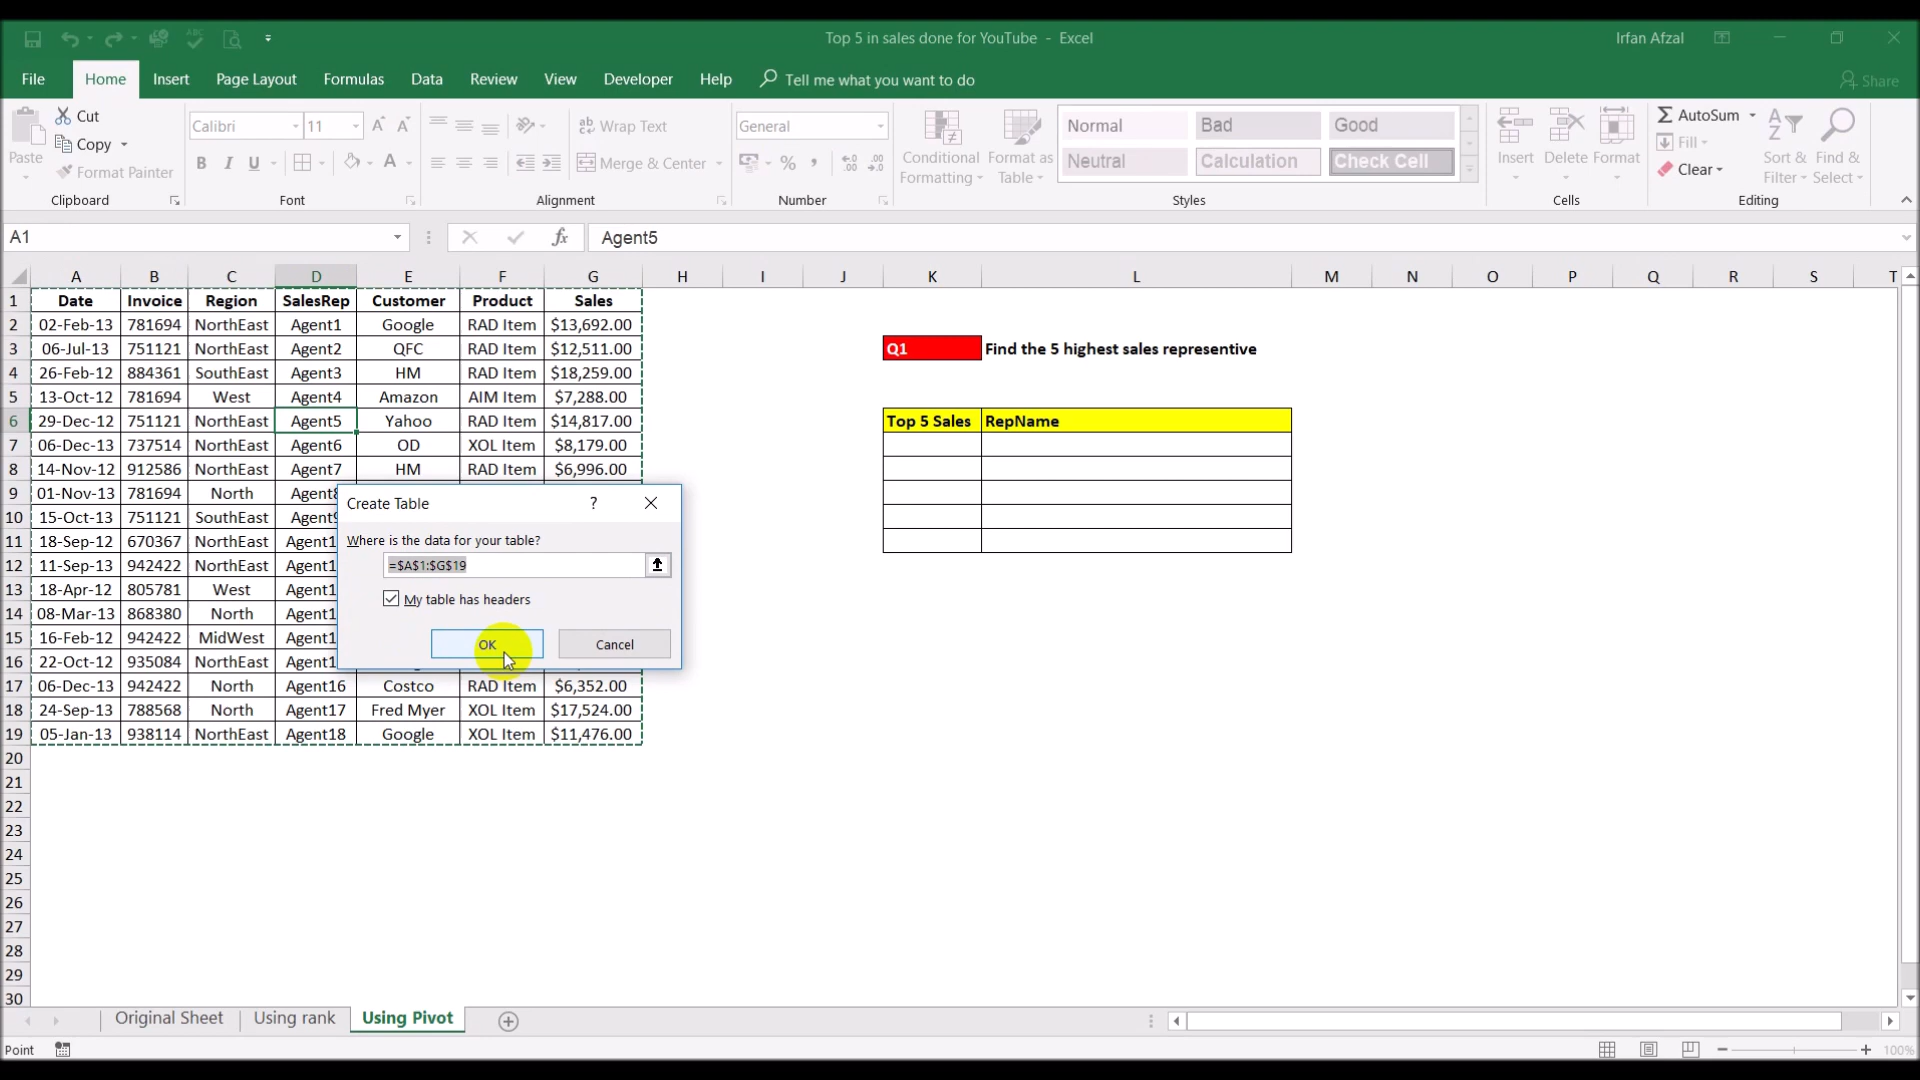 Top 5 in sales done for YouTube - Excel
Irfan Afzal
File Home Insert Page Layout Formulas Data Review View Developer Help Tell me what you want to do Share
Paste
Cut
Copy
Format Painter
Clipboard
Calibri 11
B I U
Font
Wrap Text
Merge & Center
Alignment
General
Number
Conditional Formatting
Format as Table
Normal Bad Good
Neutral Calculation Check Cell
Styles
Insert Delete Format
Cells
AutoSum
Fill
Clear
Sort & Filter
Find & Select
Editing
A1 fx Agent5
A B C D E F G H I J K L M N O P Q R S T
1 Date Invoice Region SalesRep Customer Product Sales
2 02-Feb-13 781694 NorthEast Agent1 Google RAD Item $13,692.00
3 06-Jul-13 751121 NorthEast Agent2 QFC RAD Item $12,511.00 Q1 Find the 5 highest sales representive
4 26-Feb-12 884361 SouthEast Agent3 HM RAD Item $18,259.00
5 13-Oct-12 781694 West Agent4 Amazon AIM Item $7,288.00
6 29-Dec-12 751121 NorthEast Agent5 Yahoo RAD Item $14,817.00 Top 5 Sales RepName
7 06-Dec-13 737514 NorthEast Agent6 OD XOL Item $8,179.00
8 14-Nov-12 912586 NorthEast Agent7 HM RAD Item $6,996.00
9 01-Nov-13 781694 North
10 15-Oct-13 751121 SouthEast
11 18-Sep-12 670367 NorthEast
12 11-Sep-13 942422 NorthEast
13 18-Apr-12 805781 West
14 08-Mar-13 868380 North
15 16-Feb-12 942422 MidWest
16 22-Oct-12 935084 NorthEast
17 06-Dec-13 942422 North Agent16 Costco RAD Item $6,352.00
18 24-Sep-13 788568 North Agent17 Fred Myer XOL Item $17,524.00
19 05-Jan-13 938114 NorthEast Agent18 Google XOL Item $11,476.00
20
21
22
23
24
25
26
27
28
29
30
Create Table ?
Where is the data for your table?
=$A$1:$G$19
My table has headers
OK Cancel
Original Sheet Using rank Using Pivot
Point
100%